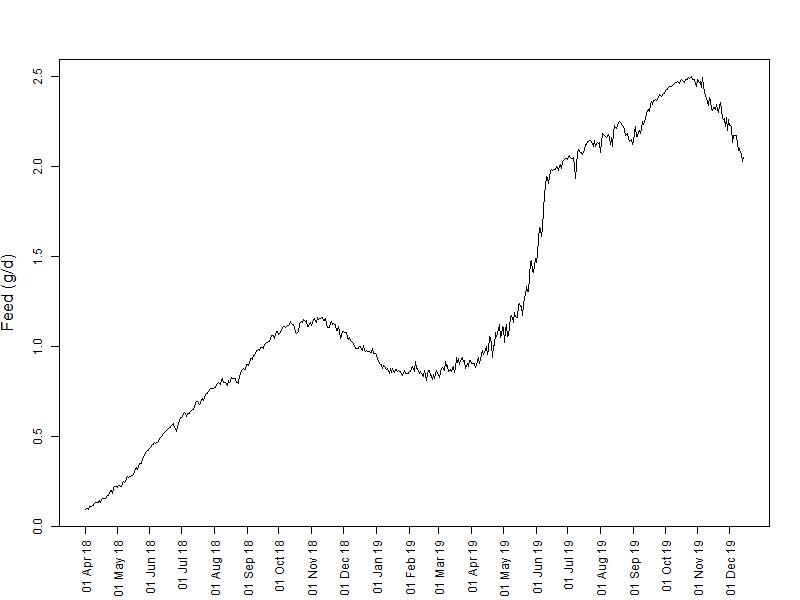 Feed (g/d)
2.5
2.0
1.5
1.0
0.5
0.0
01 Apr 18
01 May 18
01 Jun 18
01 Jul 18
01 Aug 18
01 Sep 18
01 Oct 18
01 Nov 18
01 Dec 18
01 Jan 19
01 Feb 19
01 Mar 19
01 Apr 19
01 May 19
01 Jun 19
01 Jul 19
01 Aug 19
01 Sep 19
01 Oct 19
01 Nov 19
01 Dec 19